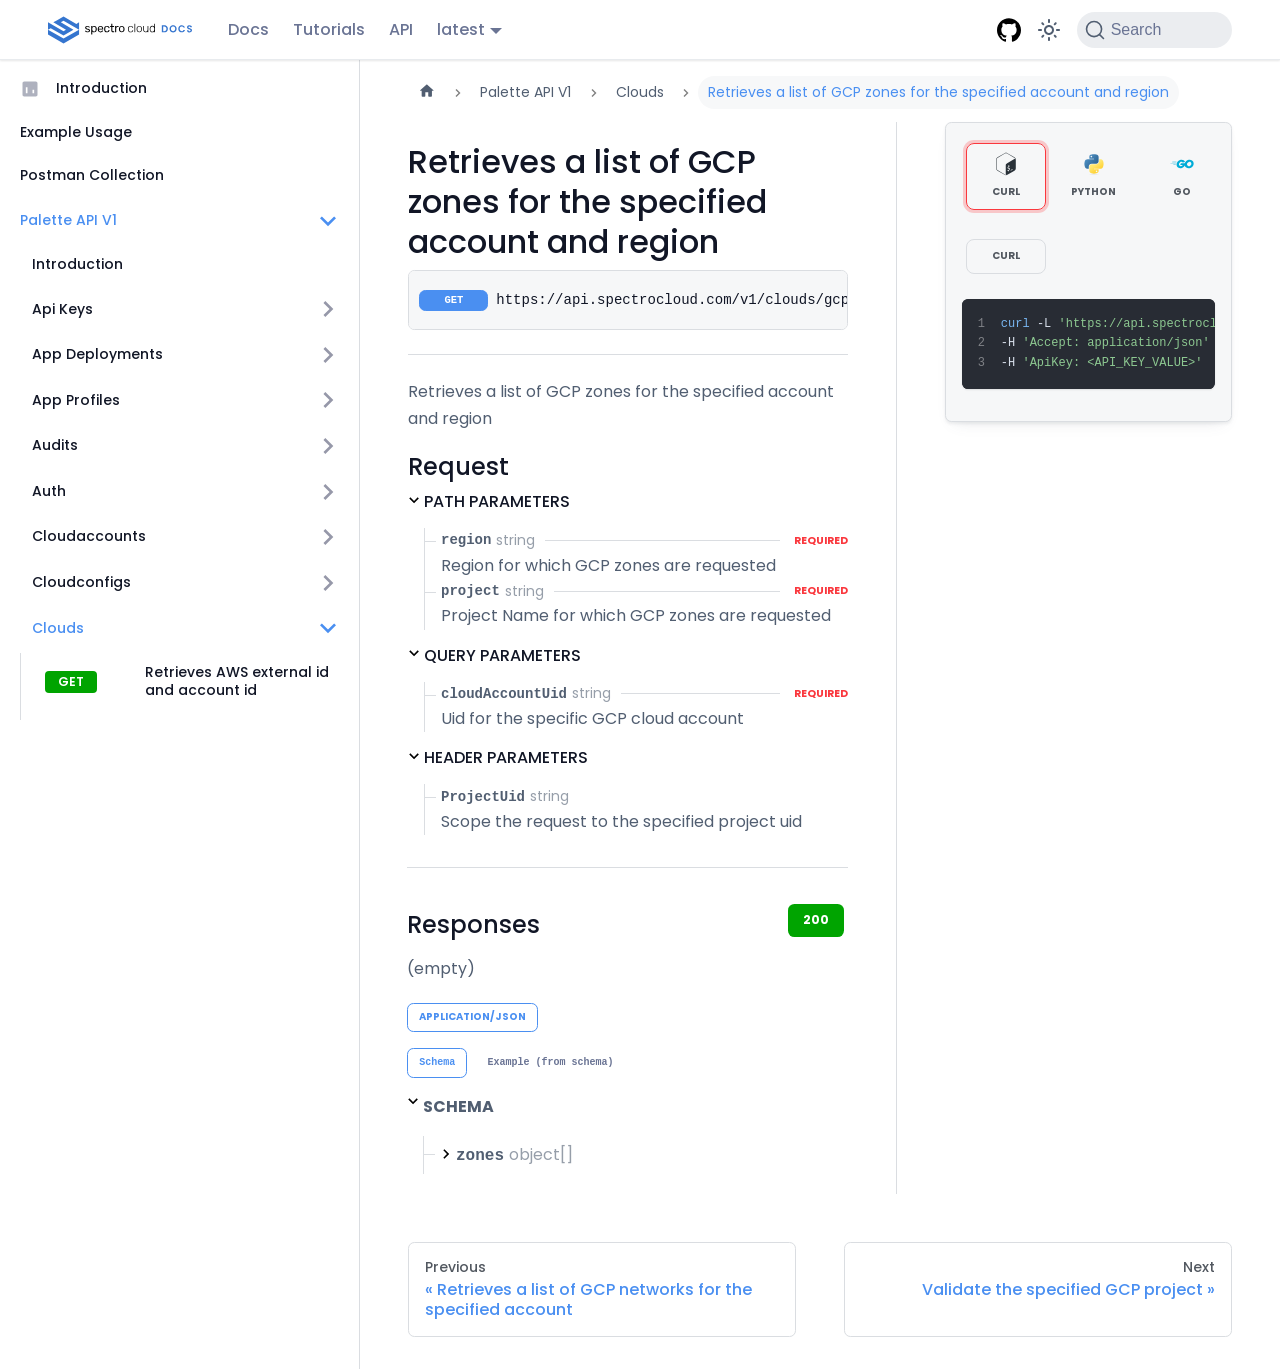 spectro cloud DOCS
Docs
Tutorials
API
latest
Search
Introduction
Example Usage
Postman Collection
Palette API V1
Introduction
Api Keys
App Deployments
App Profiles
Audits
Auth
Cloudaccounts
Cloudconfigs
Clouds
GET
Retrieves AWS external id
and account id
Palette API V1
Clouds
Retrieves a list of GCP zones for the specified account and region
Retrieves a list of GCP
zones for the specified
account and region
GET https://api.spectrocloud.com/v1/clouds/gcp
Retrieves a list of GCP zones for the specified account
and region
Request
PATH PARAMETERS
region string REQUIRED
Region for which GCP zones are requested
project string REQUIRED
Project Name for which GCP zones are requested
QUERY PARAMETERS
cloudAccountUid string REQUIRED
Uid for the specific GCP cloud account
HEADER PARAMETERS
ProjectUid string
Scope the request to the specified project uid
Responses
200
(empty)
APPLICATION/JSON
Schema Example (from schema)
SCHEMA
zones object[]
CURL PYTHON GO
CURL
1 curl -L 'https://api.spectrocl
2 -H 'Accept: application/json'
3 -H 'ApiKey: <API_KEY_VALUE>'
Previous
« Retrieves a list of GCP networks for the
specified account
Next
Validate the specified GCP project »